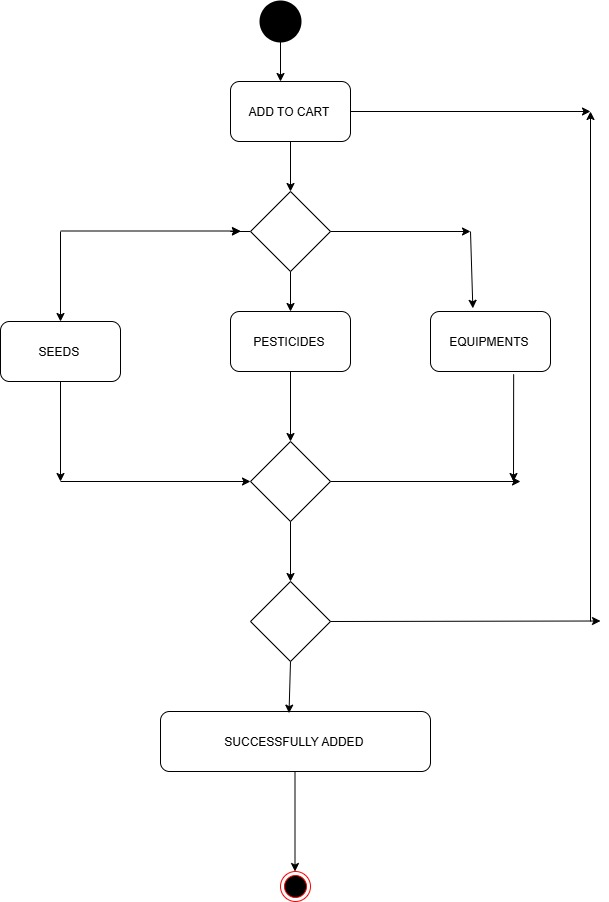 ADD TO CART
SEEDS
PESTICIDES
EQUIPMENTS
SUCCESSFULLY ADDED